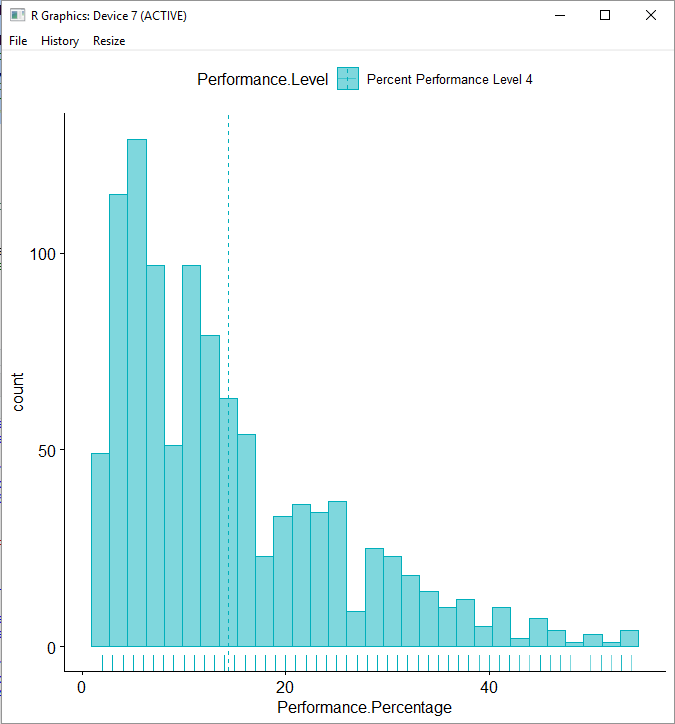 R Graphics: Device 7 (ACTIVE)
File History Resize
Performance.Level Percent Performance Level 4
100
50
0
count
0 20 40
Performance.Percentage